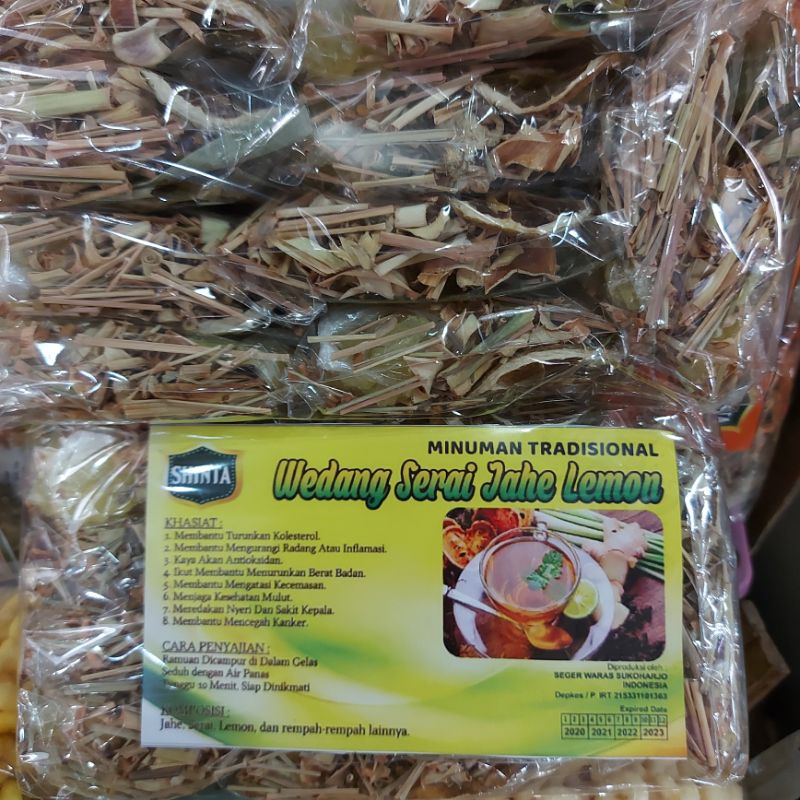 SHINTA
MINUMAN TRADISIONAL
Wedang Serai Jahe Lemon
KHASIAT :
1. Membantu Turunkan Kolesterol.
2. Membantu Mengurangi Radang Atau Inflamasi.
3. Kaya Akan Antioksidan.
4. Ikut Membantu Menurunkan Berat Badan.
5. Membantu Mengatasi Kecemasan.
6. Menjaga Kesehatan Mulut.
7. Meredakan Nyeri Dan Sakit Kepala.
8. Membantu Mencegah Kanker.
CARA PENYAJIAN :
Ramuan Dicampur di Dalam Gelas
Seduh dengan Air Panas
Tunggu 10 Menit, Siap Dinikmati
KOMPOSISI :
Jahe, Serai, Lemon, dan rempah-rempah lainnya.
Diproduksi oleh :
SEGER WARAS SUKOHARJO
INDONESIA
Depkes / P. IRT 215331101363
Expired Date
1 2 3 4 5 6 7 8 9 10 11 12
2020 2021 2022 2023